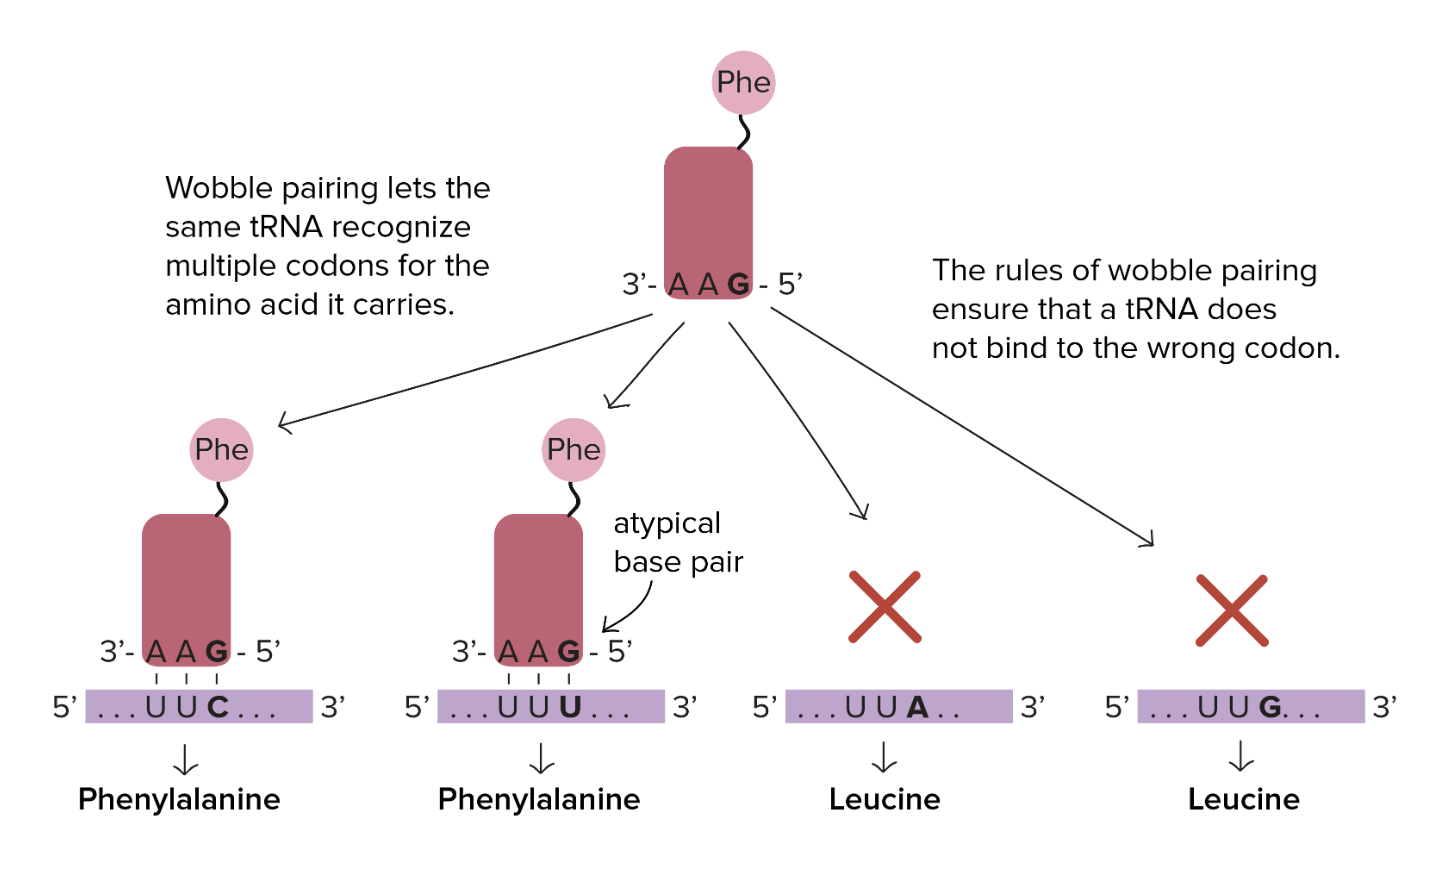 Phe
Wobble pairing lets the
same tRNA recognize
multiple codons for the
amino acid it carries.
3’- A A G - 5’
The rules of wobble pairing
ensure that a tRNA does
not bind to the wrong codon.
Phe
Phe
atypical
base pair
3’- A A G - 5’
3’- A A G - 5’
5’ ...U U C... 3’
5’ ...U U U... 3’
5’ ...U U A.. 3’
5’ ...U U G... 3’
Phenylalanine
Phenylalanine
Leucine
Leucine